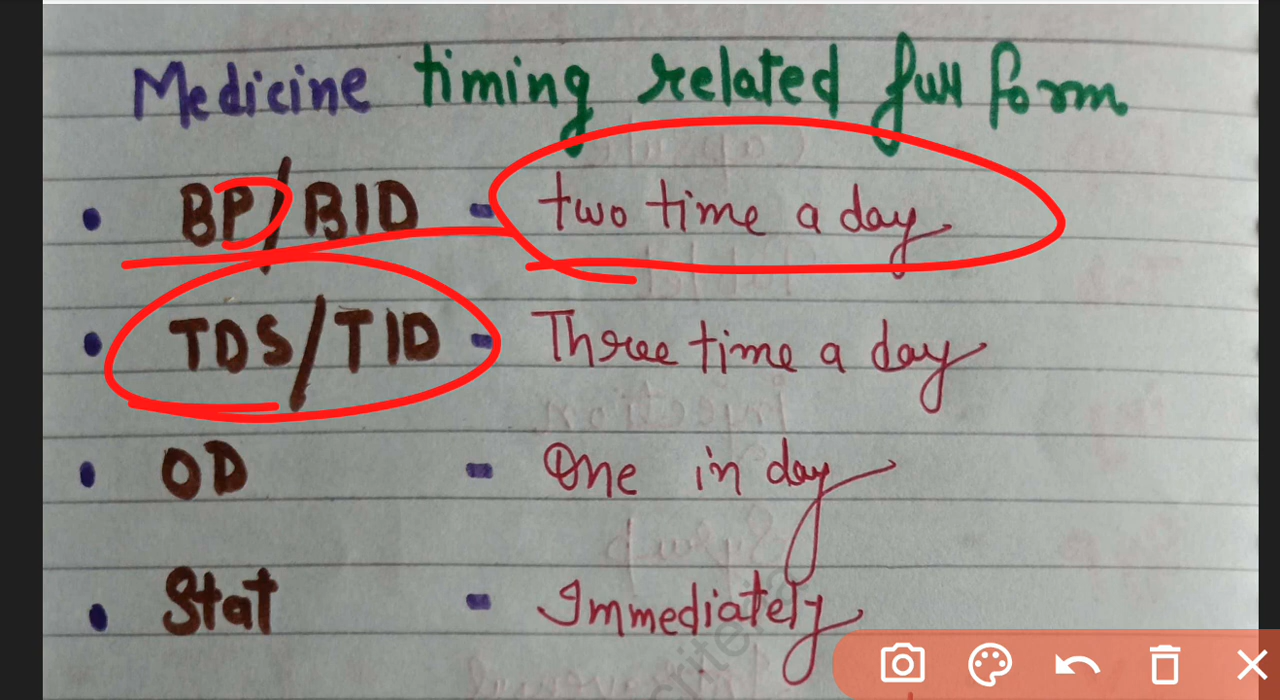 Medicine timing related full form
• BP/BID - two time a day
• TDS/TID - Three time a day
• OD - One in day
• Stat - Immediately